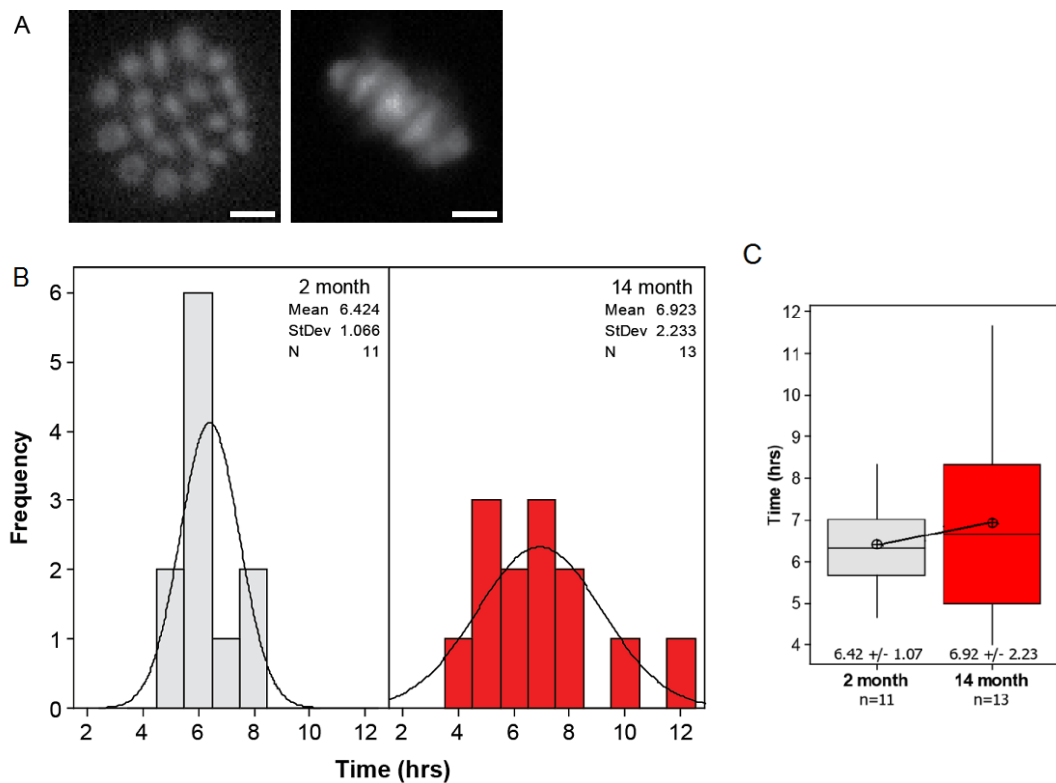 A
B
2 month
Mean 6.424
StDev 1.066
N 11
14 month
Mean 6.923
StDev 2.233
N 13
Frequency
6
5
4
3
2
1
0
2 4 6 8 10 12 2 4 6 8 10 12
Time (hrs)
C
Time (hrs)
12
11
10
9
8
7
6
5
4
6.42 +/- 1.07 6.92 +/- 2.23
2 month 14 month
n=11 n=13